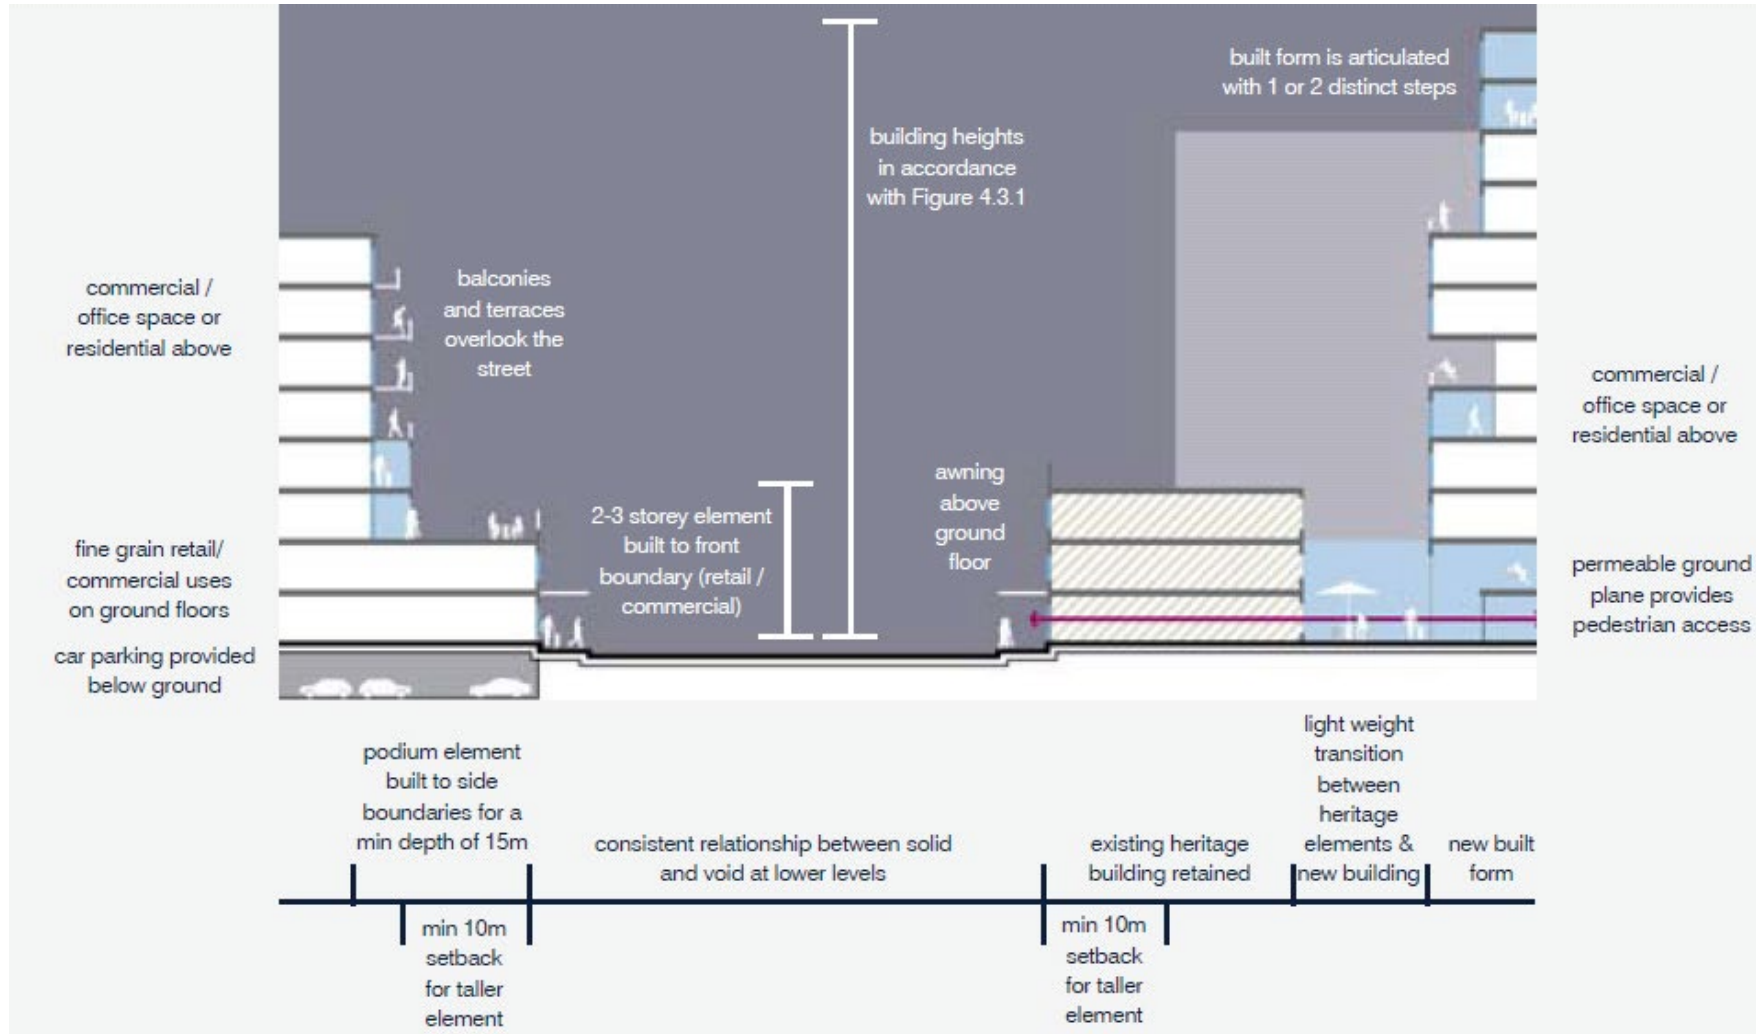 built form is articulated
with 1 or 2 distinct steps
building heights
in accordance
with Figure 4.3.1
commercial /
office space or
residential above
balconies
and terraces
overlook the
street
commercial /
office space or
residential above
awning
above
ground
floor
2-3 storey element
built to front
boundary (retail /
commercial)
fine grain retail/
commercial uses
on ground floors
permeable ground
plane provides
pedestrian access
car parking provided
below ground
podium element
built to side
boundaries for a
min depth of 15m
consistent relationship between solid
and void at lower levels
existing heritage
building retained
light weight
transition
between
heritage
elements &
new building
new built
form
min 10m
setback
for taller
element
min 10m
setback
for taller
element